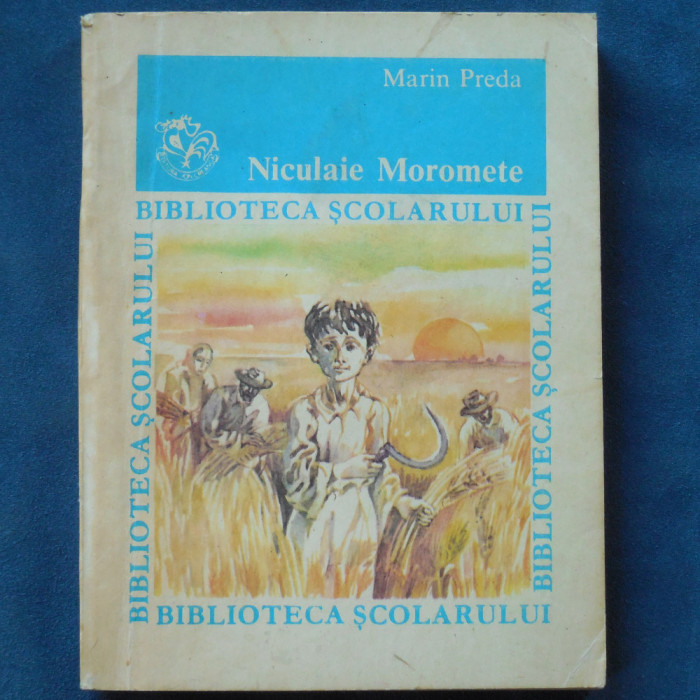 Marin Preda
Niculaie Moromete
BIBLIOTECA ȘCOLARULUI
BIBLIOTECA ȘCOLARULUI
BIBLIOTECA ȘCOLARULUI
BIBLIOTECA ȘCOLARULUI